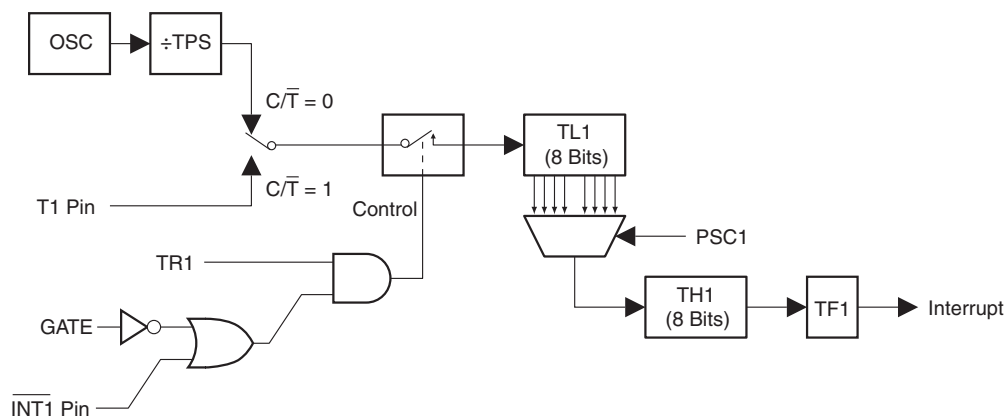 OSC
÷TPS
C/T̅ = 0
TL1
(8 Bits)
C/T̅ = 1
T1 Pin
Control
PSC1
TR1
TH1
(8 Bits)
TF1
Interrupt
GATE
I̅N̅T̅1̅ Pin